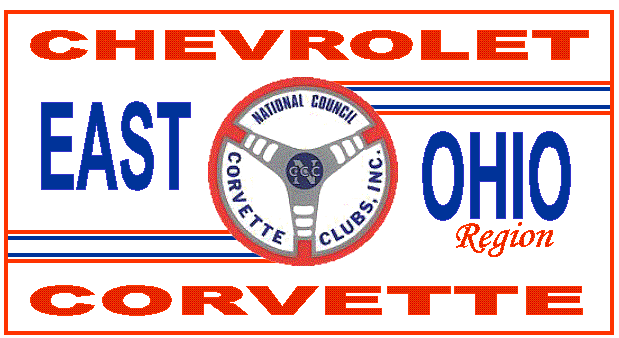 CHEVROLET
EAST
NATIONAL COUNCIL
CORVETTE CLUBS, INC.
NCCC
OHIO
Region
CORVETTE